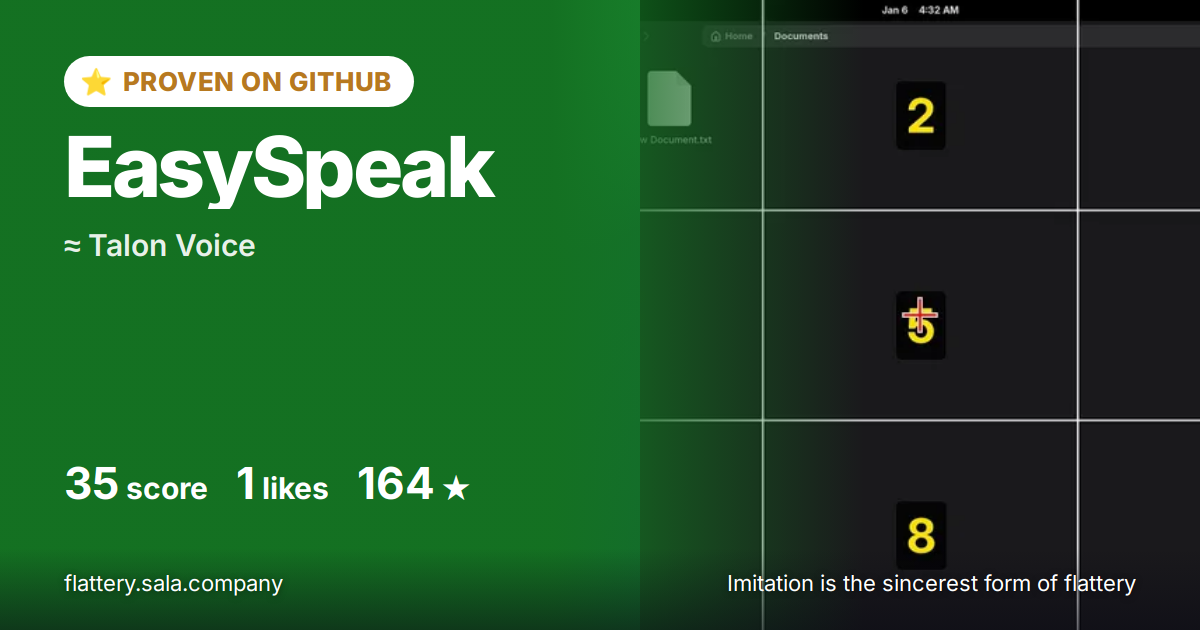 ⭐ PROVEN ON GITHUB
EasySpeak
≈ Talon Voice
35 score 1 likes 164 ★
flattery.sala.company
Jan 6 4:32 AM
Home Documents
w Document.txt
2
5
8
Imitation is the sincerest form of flattery